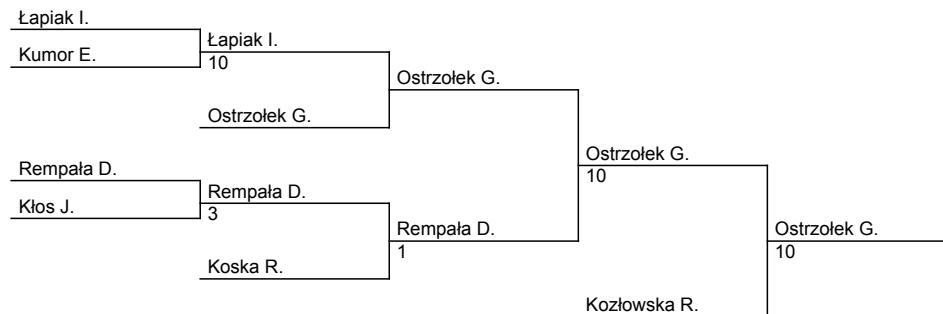 Łapiak I.
Kumor E.
Łapiak I.
10
Ostrzołek G.
Ostrzołek G.
Rempała D.
Kłos J.
Rempała D.
3
Koska R.
Rempała D.
1
Ostrzołek G.
10
Kozłowska R.
Ostrzołek G.
10